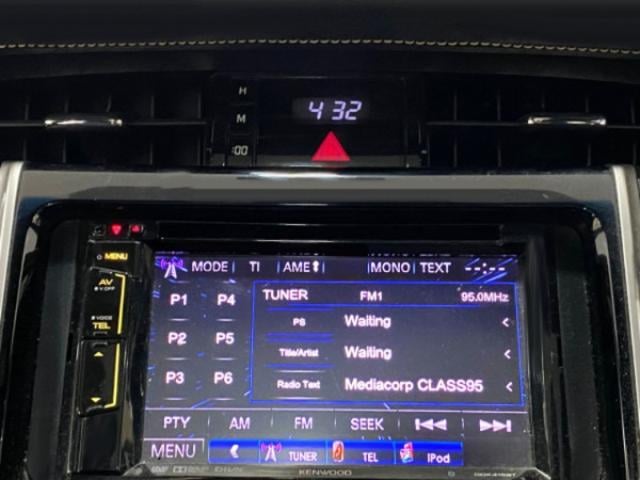 H
4 32
M
:00
MENU
MODE TI AME MONO TEXT --:--
AV
V.OFF
P1 P4 TUNER FM1 95.0MHz
VOICE
TEL
PS Waiting <
P2 P5 Title/Artist Waiting <
P3 P6 Radio Text Mediacorp CLASS95 <
PTY AM FM SEEK
MENU TUNER TEL iPod
KENWOOD